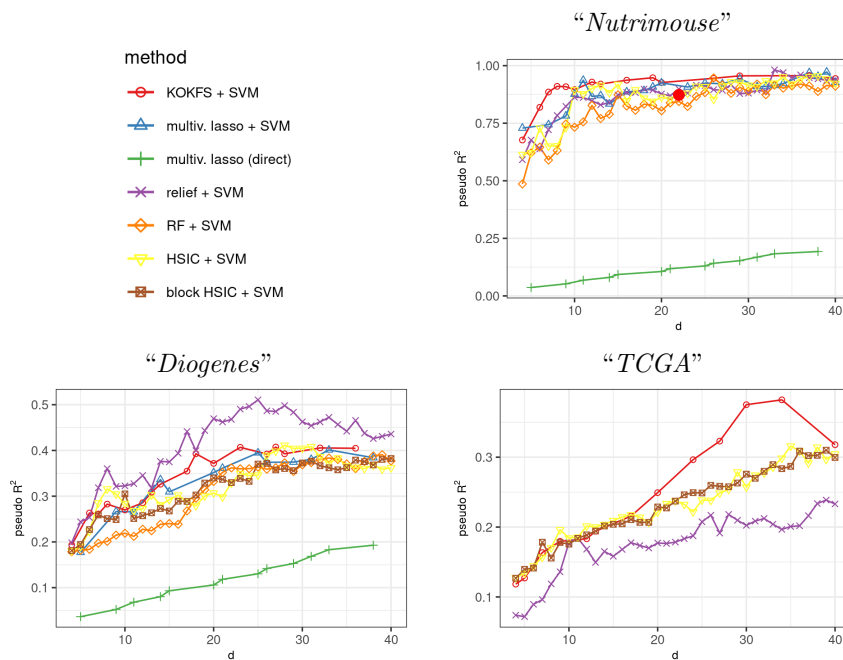 “Nutrimouse”
method
KOKFS + SVM
multiv. lasso + SVM
multiv. lasso (direct)
relief + SVM
RF + SVM
HSIC + SVM
block HSIC + SVM
pseudo R²
1.00
0.75
0.50
0.25
0.00
10 20 30 40
d
“Diogenes”
pseudo R²
0.5
0.4
0.3
0.2
0.1
10 20 30 40
d
“TCGA”
pseudo R²
0.3
0.2
0.1
10 20 30 40
d